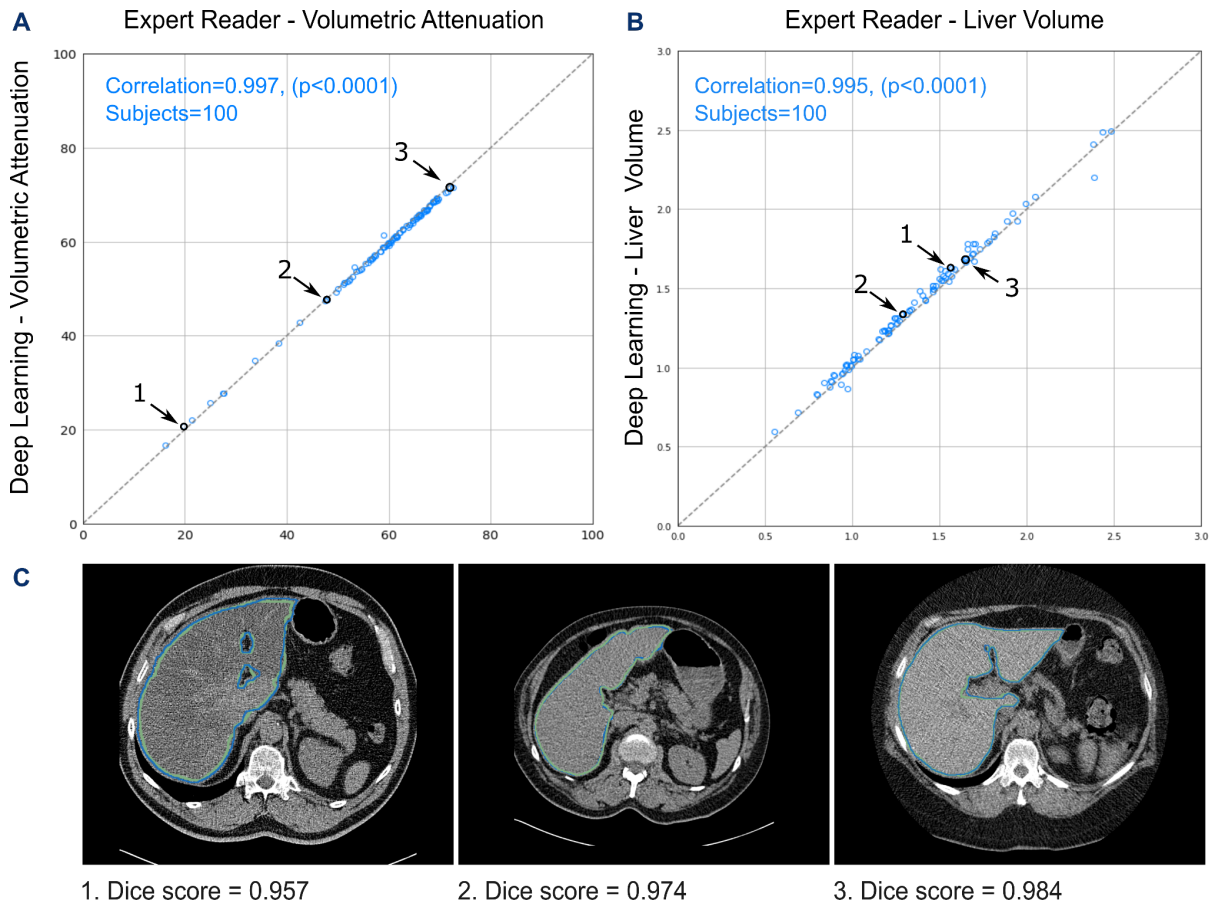 A
Expert Reader - Volumetric Attenuation
Deep Learning - Volumetric Attenuation
Correlation=0.997, (p<0.0001)
Subjects=100
100
80
60
40
20
0
0 20 40 60 80 100
1
2
3
B
Expert Reader - Liver Volume
Deep Learning - Liver Volume
Correlation=0.995, (p<0.0001)
Subjects=100
3.0
2.5
2.0
1.5
1.0
0.5
0.0
0.0 0.5 1.0 1.5 2.0 2.5 3.0
1
2
3
C
1. Dice score = 0.957
2. Dice score = 0.974
3. Dice score = 0.984